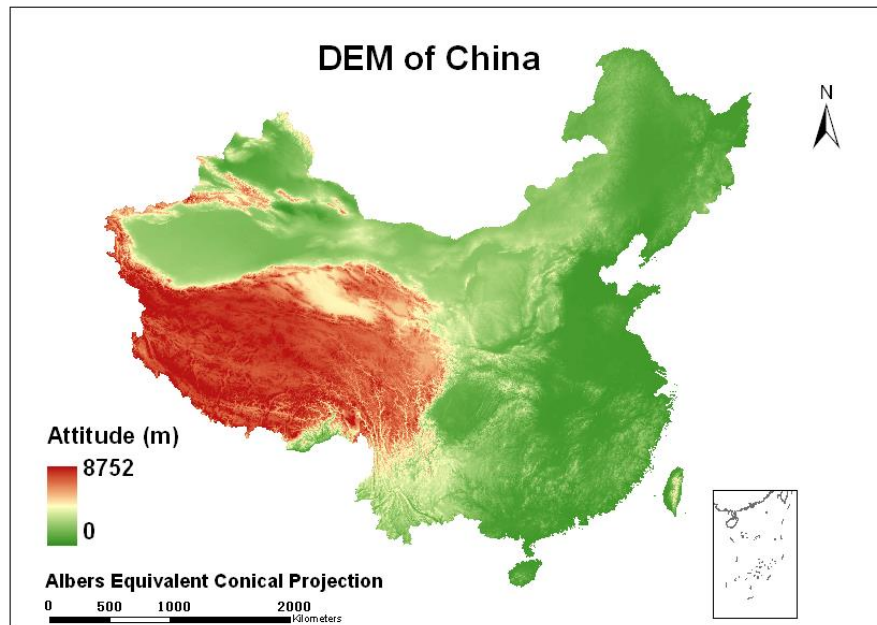 DEM of China
N
Attitude (m)
8752
0
Albers Equivalent Conical Projection
0 500 1000 2000
Kilometers